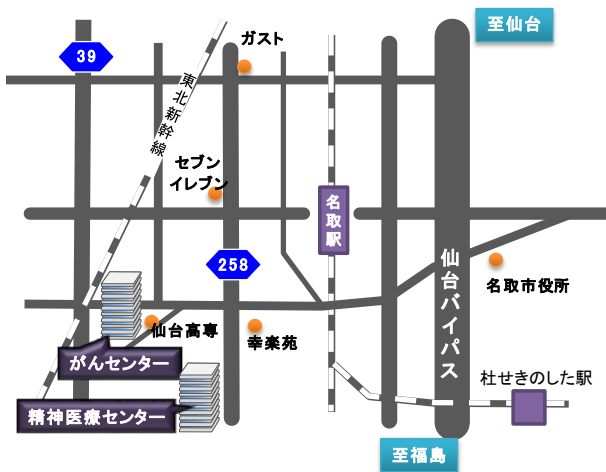 至仙台
ガスト
39
東北新幹線
セブン
イレブン
名取駅
258
仙台バイパス
名取市役所
仙台高専
幸楽苑
がんセンター
杜せきのした駅
精神医療センター
至福島